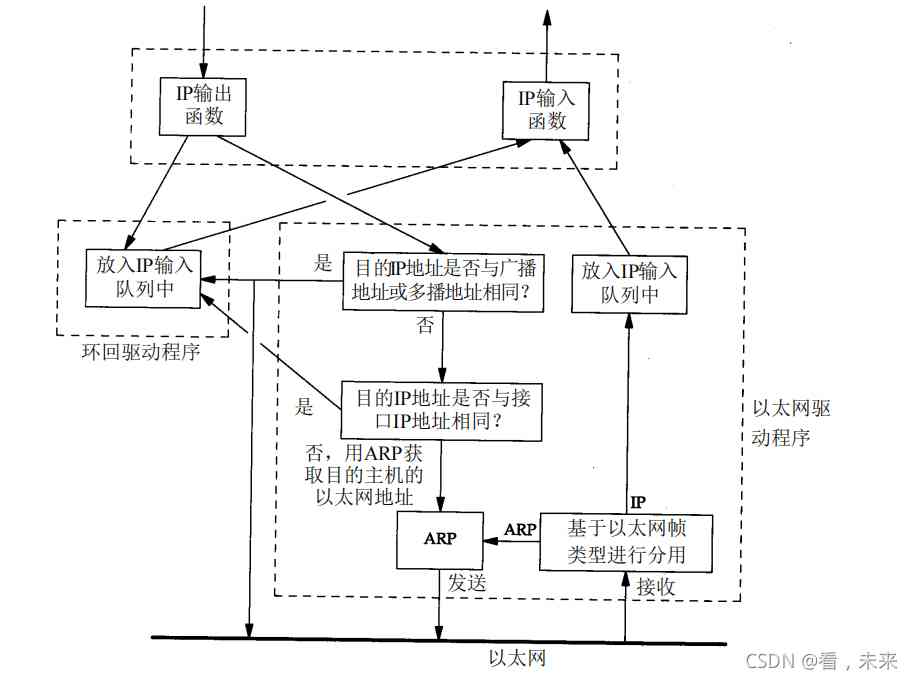 IP输出
函数
IP输入
函数
放入IP输入
队列中
环回驱动程序
是
目的IP地址是否与广播
地址或多播地址相同？
放入IP输入
队列中
否
是
目的IP地址是否与接
口IP地址相同？
以太网驱
动程序
否，用ARP获
取目的主机的
以太网地址
IP
ARP
ARP
基于以太网帧
类型进行分用
发送
接收
以太网
CSDN @看，未来